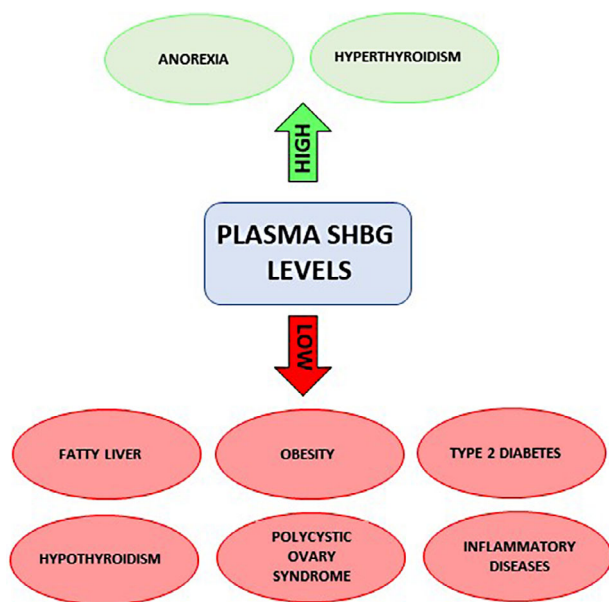 ANOREXIA
HYPERTHYROIDISM
HIGH
PLASMA SHBG
LEVELS
LOW
FATTY LIVER
OBESITY
TYPE 2 DIABETES
HYPOTHYROIDISM
POLYCYSTIC
OVARY
SYNDROME
INFLAMMATORY
DISEASES